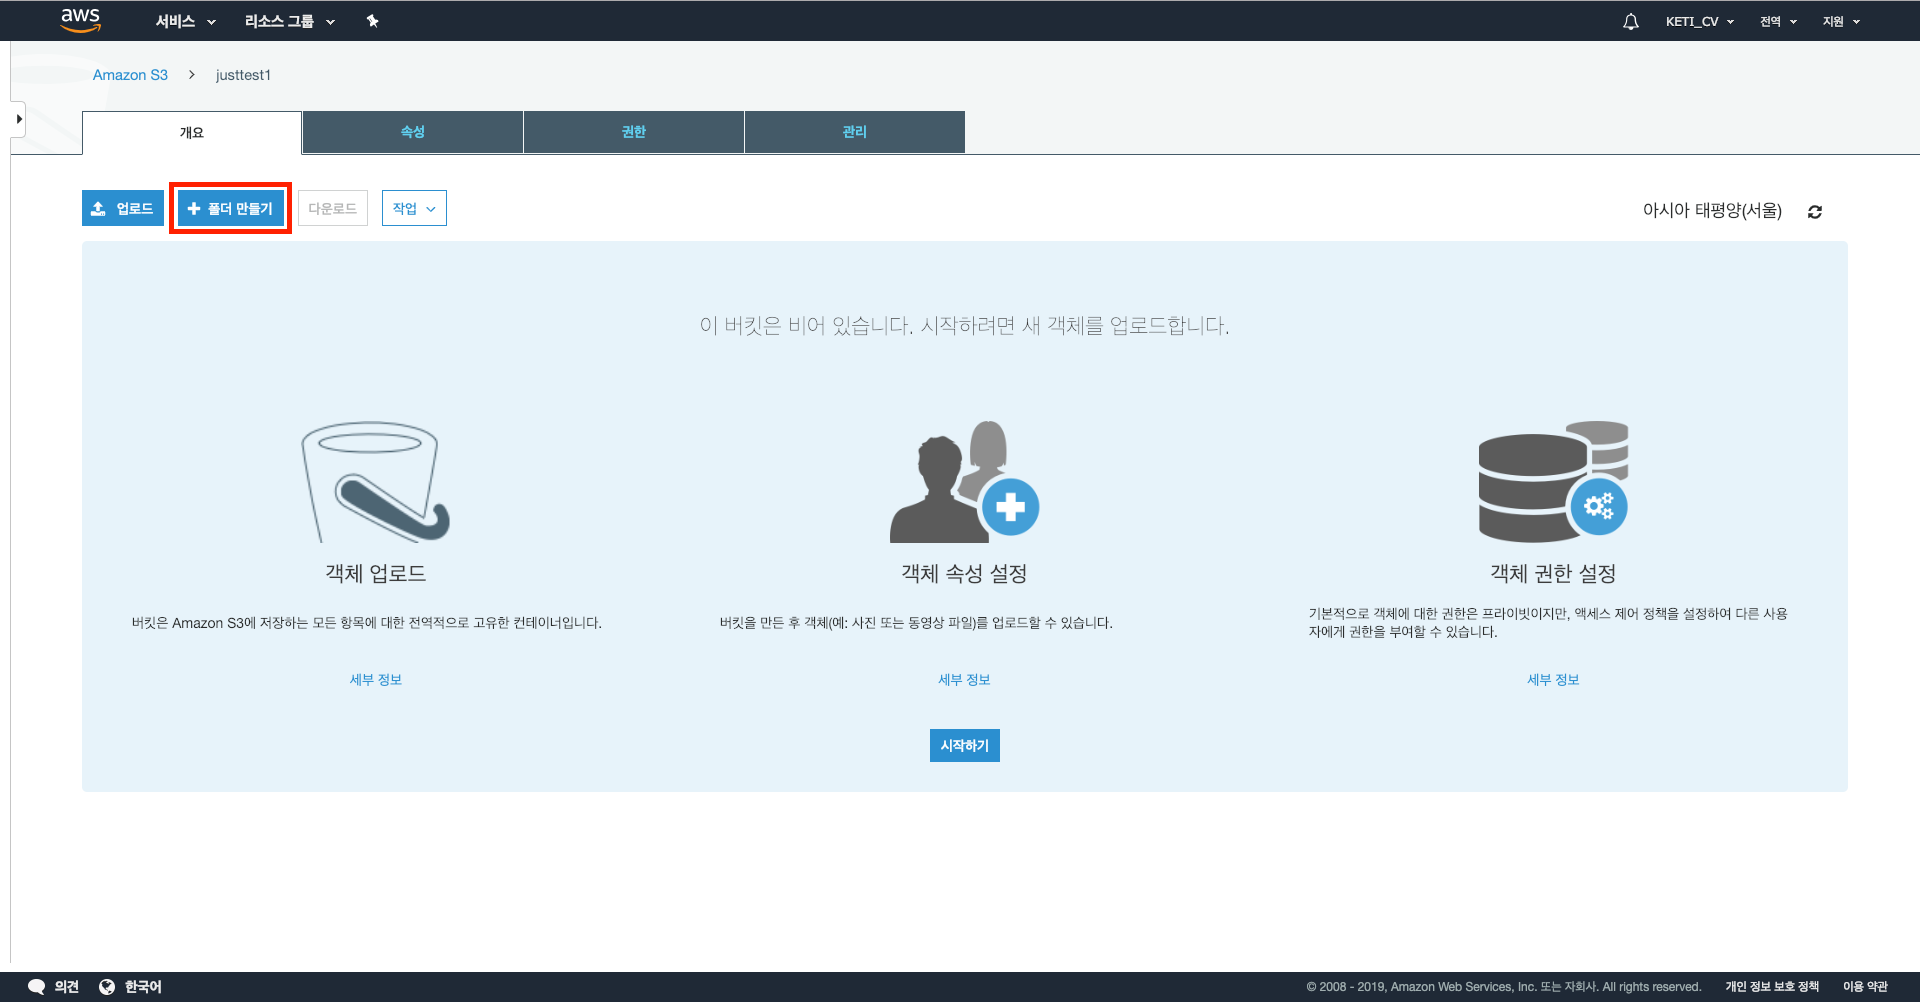 aws 서비스 리소스 그룹 KETI_CV 전역 지원
Amazon S3 > justtest1
개요 속성 권한 관리
업로드 + 폴더 만들기 다운로드 작업 아시아 태평양(서울)
이 버킷은 비어 있습니다. 시작하려면 새 객체를 업로드합니다.
객체 업로드
버킷은 Amazon S3에 저장하는 모든 항목에 대한 전역적으로 고유한 컨테이너입니다.
세부 정보
객체 속성 설정
버킷을 만든 후 객체(예: 사진 또는 동영상 파일)를 업로드할 수 있습니다.
세부 정보
객체 권한 설정
기본적으로 객체에 대한 권한은 프라이빗이지만, 액세스 제어 정책을 설정하여 다른 사용
자에게 권한을 부여할 수 있습니다.
세부 정보
시작하기
의견 한국어 © 2008 - 2019, Amazon Web Services, Inc. 또는 자회사. All rights reserved. 개인 정보 보호 정책 이용 약관